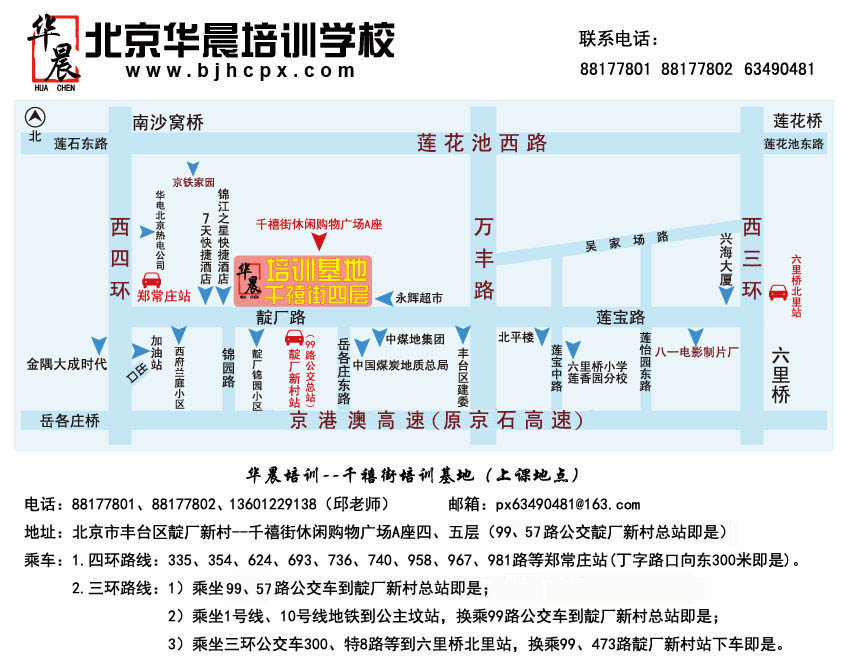 华晨
HUA CHEN
北京华晨培训学校
www.bjhcpx.com
联系电话：
88177801 88177802 63490481
北
南沙窝桥
莲花桥
莲石东路
莲花池西路
莲花池东路
京铁家园
华电北京热电公司
7天快捷酒店
锦江之星快捷酒店
千禧街休闲购物广场A座
西四环
万丰路
吴家场路
兴海大厦
西三环
六里桥北里站
郑常庄站
华晨
HUA CHEN
培训基地
千禧街四层
永辉超市
靛厂路
莲宝路
金隅大成时代
加油站
出口
西府兰庭小区
锦园路
靛厂锦园小区
靛厂新村站
(99路公交总站)
岳各庄东路
中煤地集团
中国煤炭地质总局
丰台区建委
北平楼
莲宝中路
六里桥小学
莲香园分校
莲怡园东路
八一电影制片厂
六里桥
岳各庄桥
京港澳高速(原京石高速)
华晨培训--千禧街培训基地（上课地点）
电话：88177801、88177802、13601229138（邱老师） 邮箱：px63490481@163.com
地址：北京市丰台区靛厂新村--千禧街休闲购物广场A座四、五层（99、57路公交靛厂新村总站即是）
乘车：1.四环路线：335、354、624、693、736、740、958、967、981路等郑常庄站(丁字路口向东300米即是)。
2.三环路线：1）乘坐99、57路公交车到靛厂新村总站即是；
2）乘坐1号线、10号线地铁到公主坟站，换乘99路公交车到靛厂新村总站即是；
3）乘坐三环公交车300、特8路等到六里桥北里站，换乘99、473路靛厂新村站下车即是。